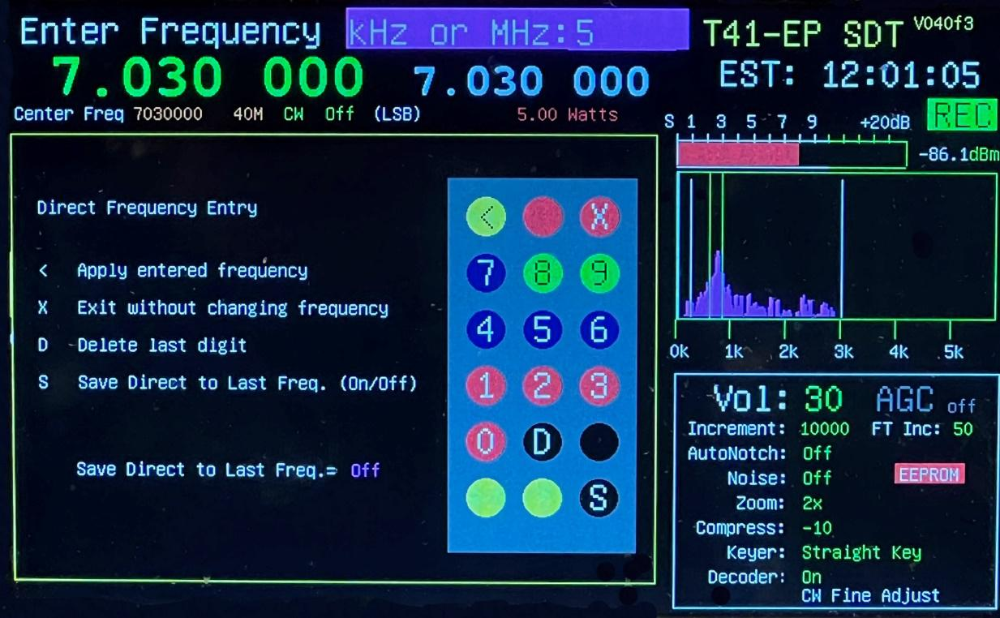 Enter Frequency kHz or MHz:5
T41-EP SDT V040f3
7.030 000 7.030 000
EST: 12:01:05
Center Freq 7030000 40M CW Off (LSB) 5.00 Watts
REC
S 1 3 5 7 9 +20dB
-86.1dBm
Direct Frequency Entry
< Apply entered frequency
X Exit without changing frequency
D Delete last digit
S Save Direct to Last Freq. (On/Off)
Save Direct to Last Freq.= Off
< X
7 8 9
4 5 6
1 2 3
0 D
S
0k 1k 2k 3k 4k 5k
Vol: 30 AGC off
Increment: 10000 FT Inc: 50
AutoNotch: Off
Noise: Off
EEPROM
Zoom: 2x
Compress: -10
Keyer: Straight Key
Decoder: On
CW Fine Adjust